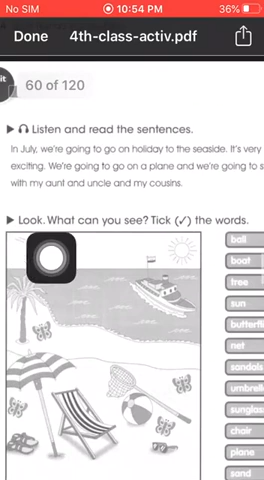 No SIM 10:54 PM 36%
Done 4th-class-activ.pdf
it 60 of 120
Listen and read the sentences.
In July, we're going to go on holiday to the seaside. It's very
exciting. We're going to go on a plane and we're going to s
with my aunt and uncle and my cousins.
Look. What can you see? Tick (✓) the words.
ball
boat
tree
sun
butterfli
net
sandals
umbrell
sunglass
chair
plane
sand